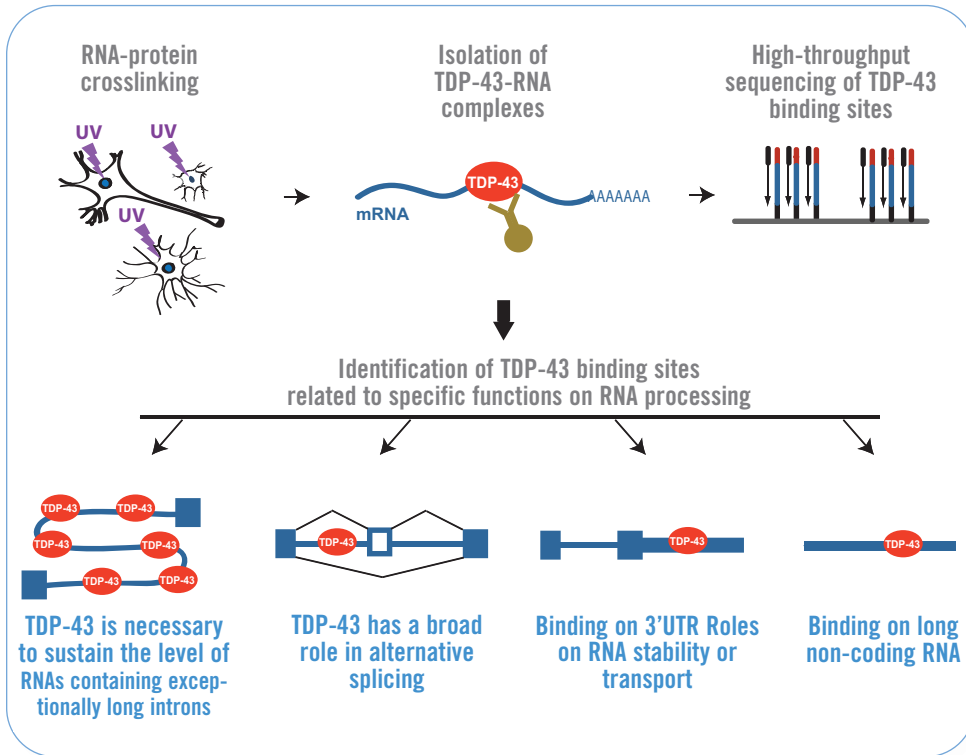 RNA-protein
crosslinking
Isolation of
TDP-43-RNA
complexes
High-throughput
sequencing of TDP-43
binding sites
UV
UV
UV
TDP-43
mRNA
AAAAAAA
Identification of TDP-43 binding sites
related to specific functions on RNA processing
TDP-43
TDP-43
TDP-43
TDP-43
TDP-43
TDP-43
TDP-43 is necessary
to sustain the level of
RNAs containing excep-
tionally long introns
TDP-43
TDP-43 has a broad
role in alternative
splicing
TDP-43
Binding on 3'UTR Roles
on RNA stability or
transport
TDP-43
Binding on long
non-coding RNA